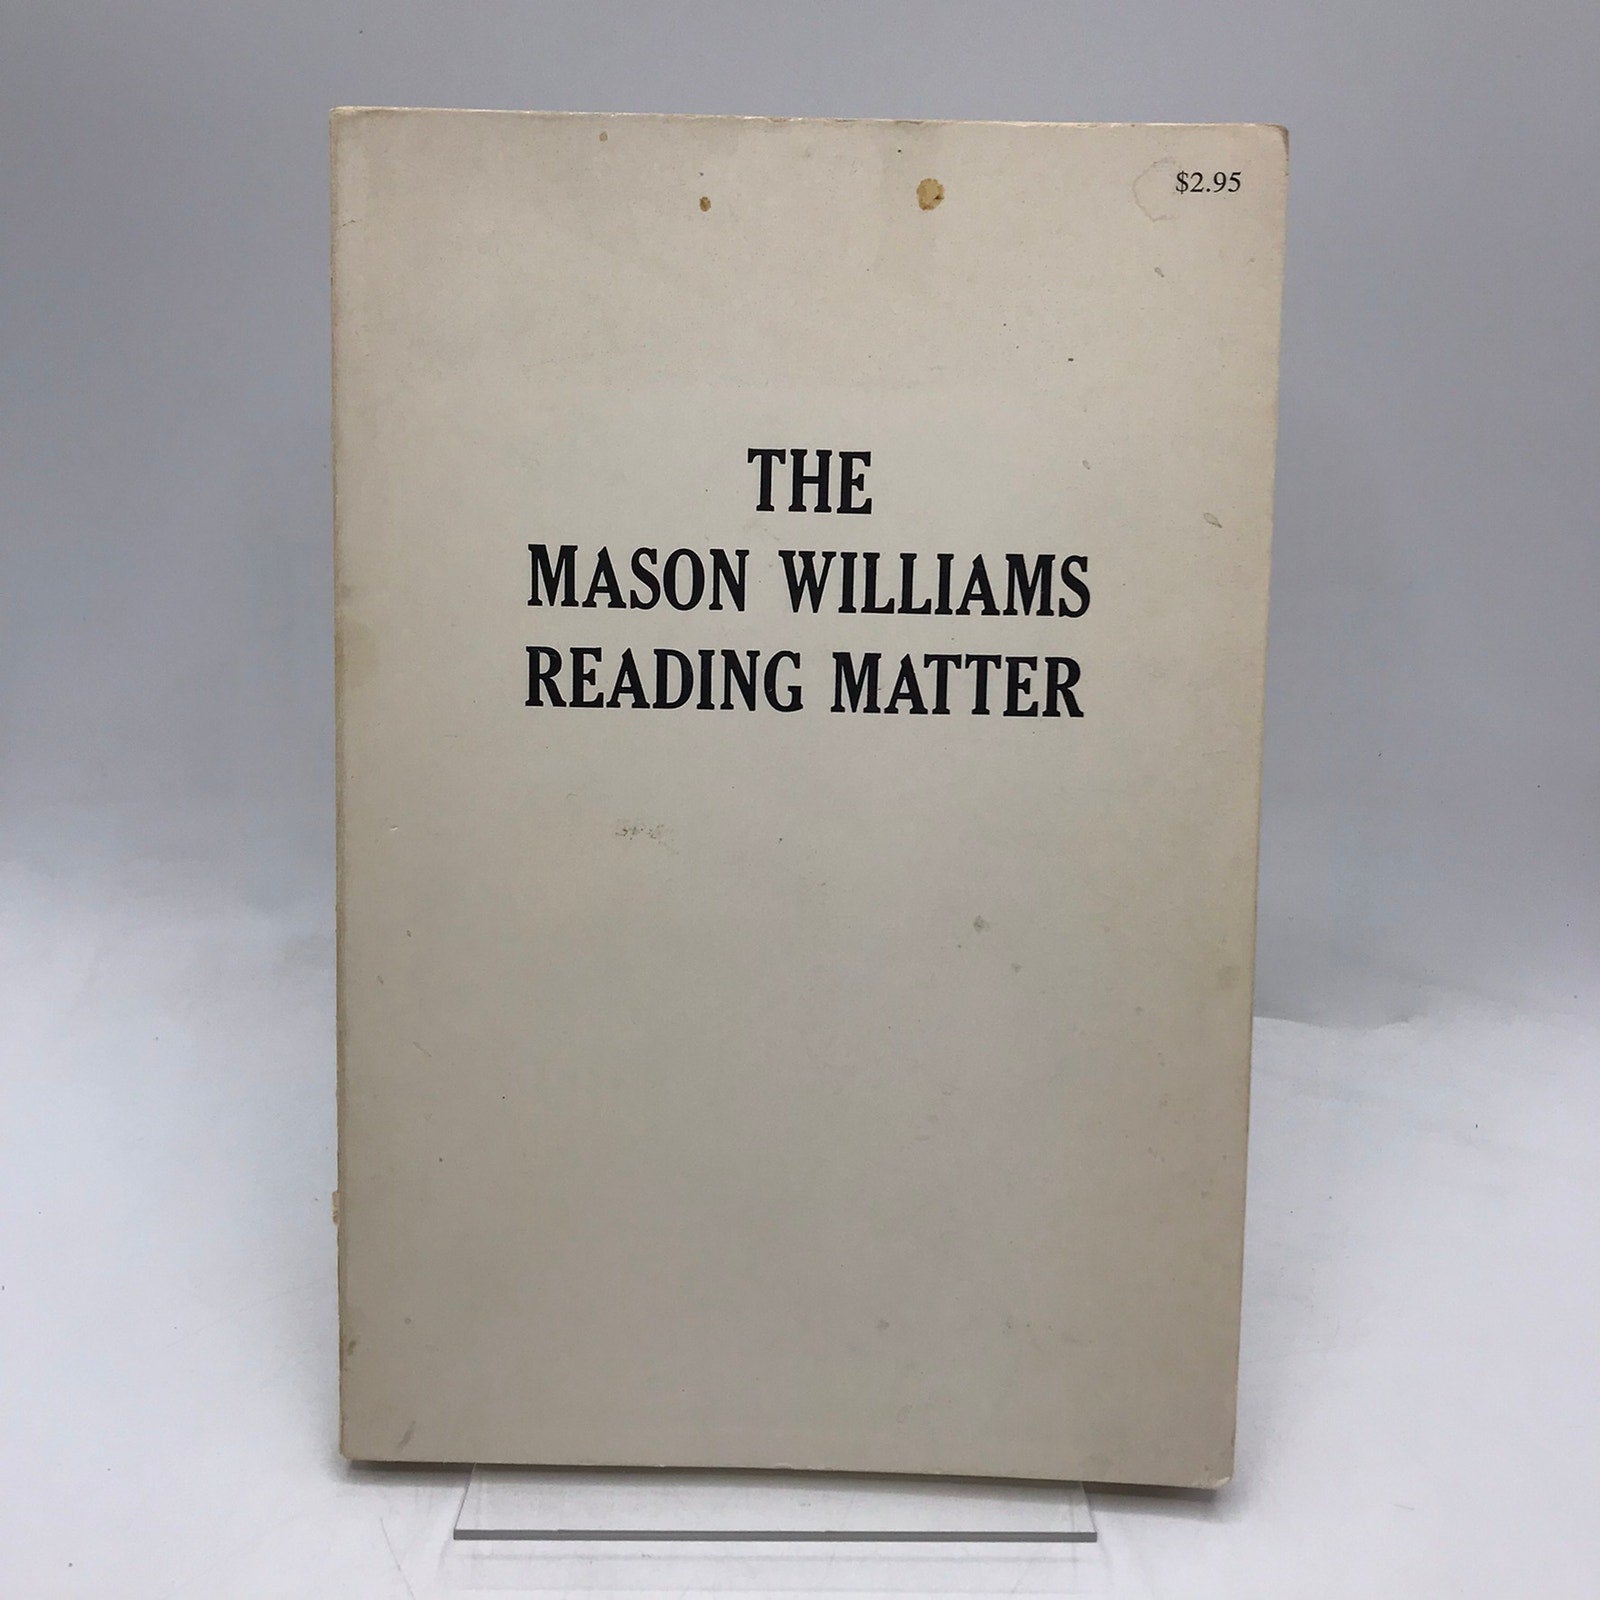 $2.95
THE
MASON WILLIAMS
READING MATTER